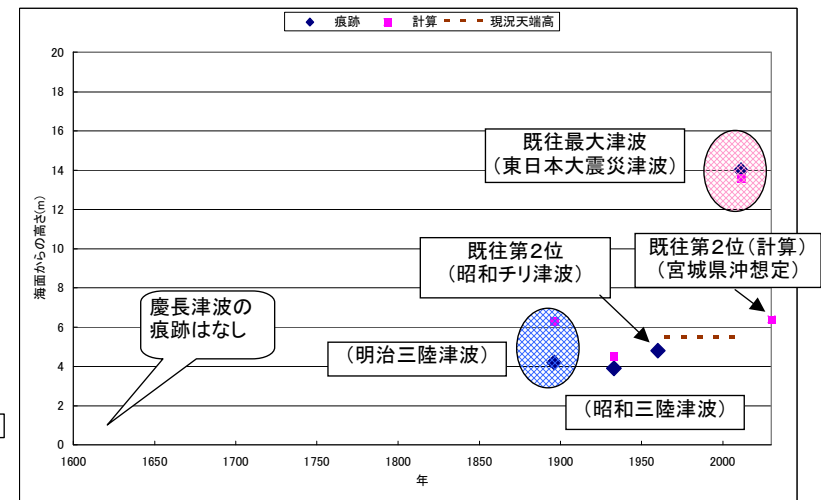 痕跡 計算 現況天端高
海面からの高さ(m)
20
18
16
14
12
10
8
6
4
2
0
既往最大津波
（東日本大震災津波）
既往第2位
（昭和チリ津波）
既往第2位（計算）
（宮城県沖想定）
慶長津波の
痕跡はなし
（明治三陸津波）
（昭和三陸津波）
1600 1650 1700 1750 1800 1850 1900 1950 2000
年